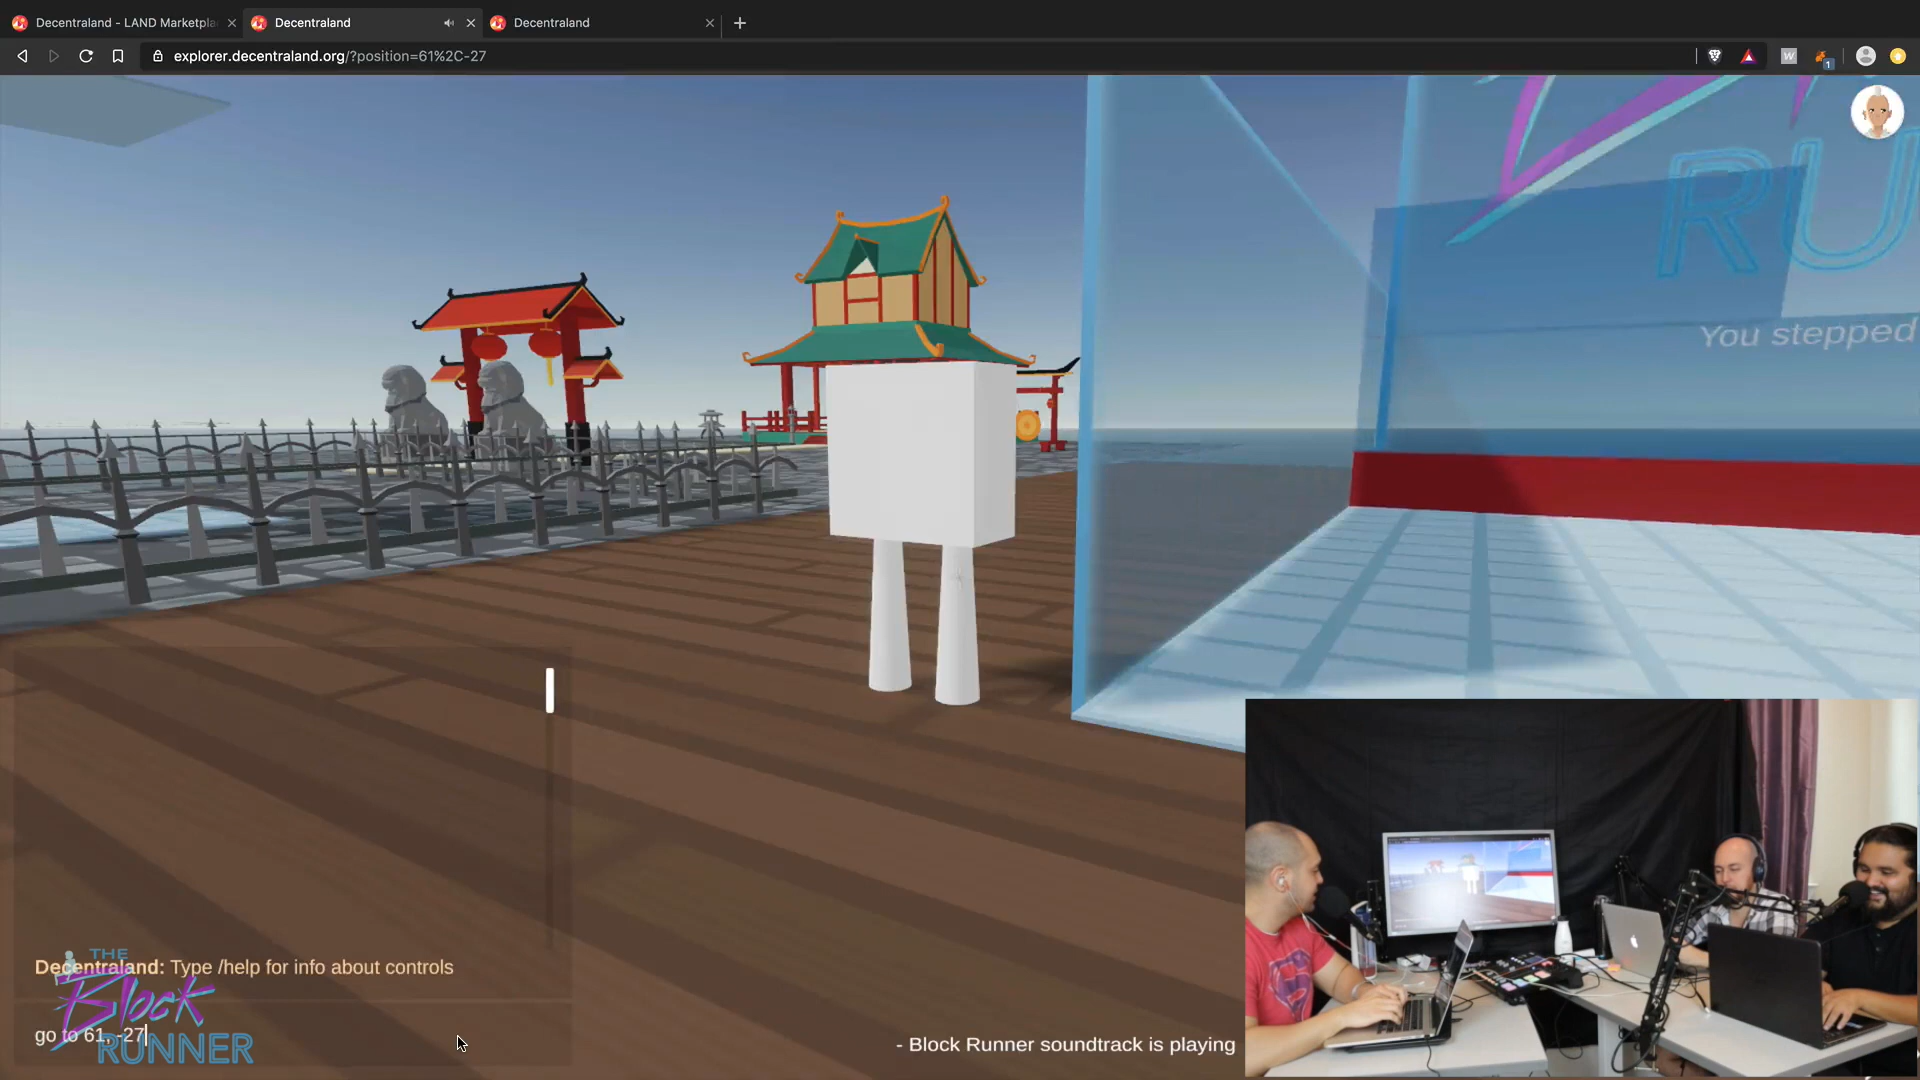 Decentraland - LAND Marketpla
Decentraland
Decentraland
explorer.decentraland.org/?position=61%2C-27
W
1
RU
You stepped
Decentraland: Type /help for info about controls
THE
Block
RUNNER
go to 61, -27
- Block Runner soundtrack is playing